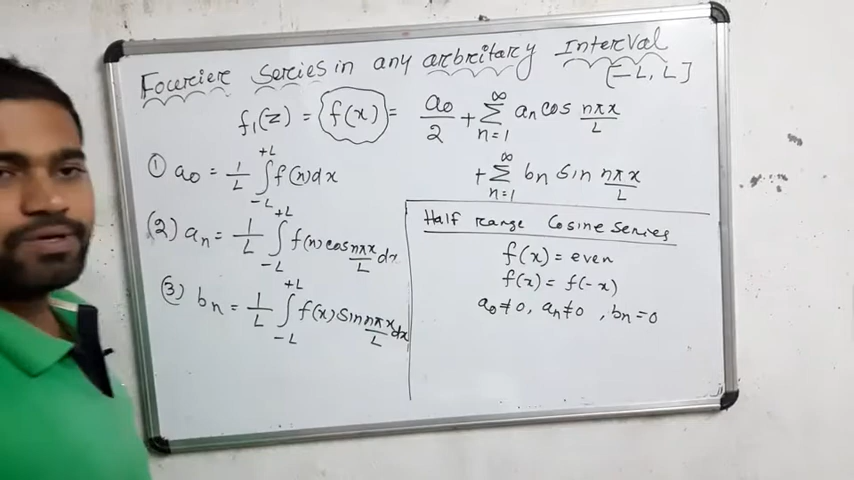 Fourier Series in any arbritary Interval
[-L, L]
f₁(z) = f(x) = a₀/2 + ∑_{n=1}^{∞} aₙ cos nπx/L
+ ∑_{n=1}^{∞} bₙ sin nπx/L
① a₀ = 1/L ∫_{-L}^{+L} f(x) dx
(2) aₙ = 1/L ∫_{-L}^{+L} f(x) cos nπx/L dx
③ bₙ = 1/L ∫_{-L}^{+L} f(x) sin nπx/L dx
Half range Cosine Series
f(x) = even
f(x) = f(-x)
a₀ ≠ 0, aₙ ≠ 0, bₙ = 0